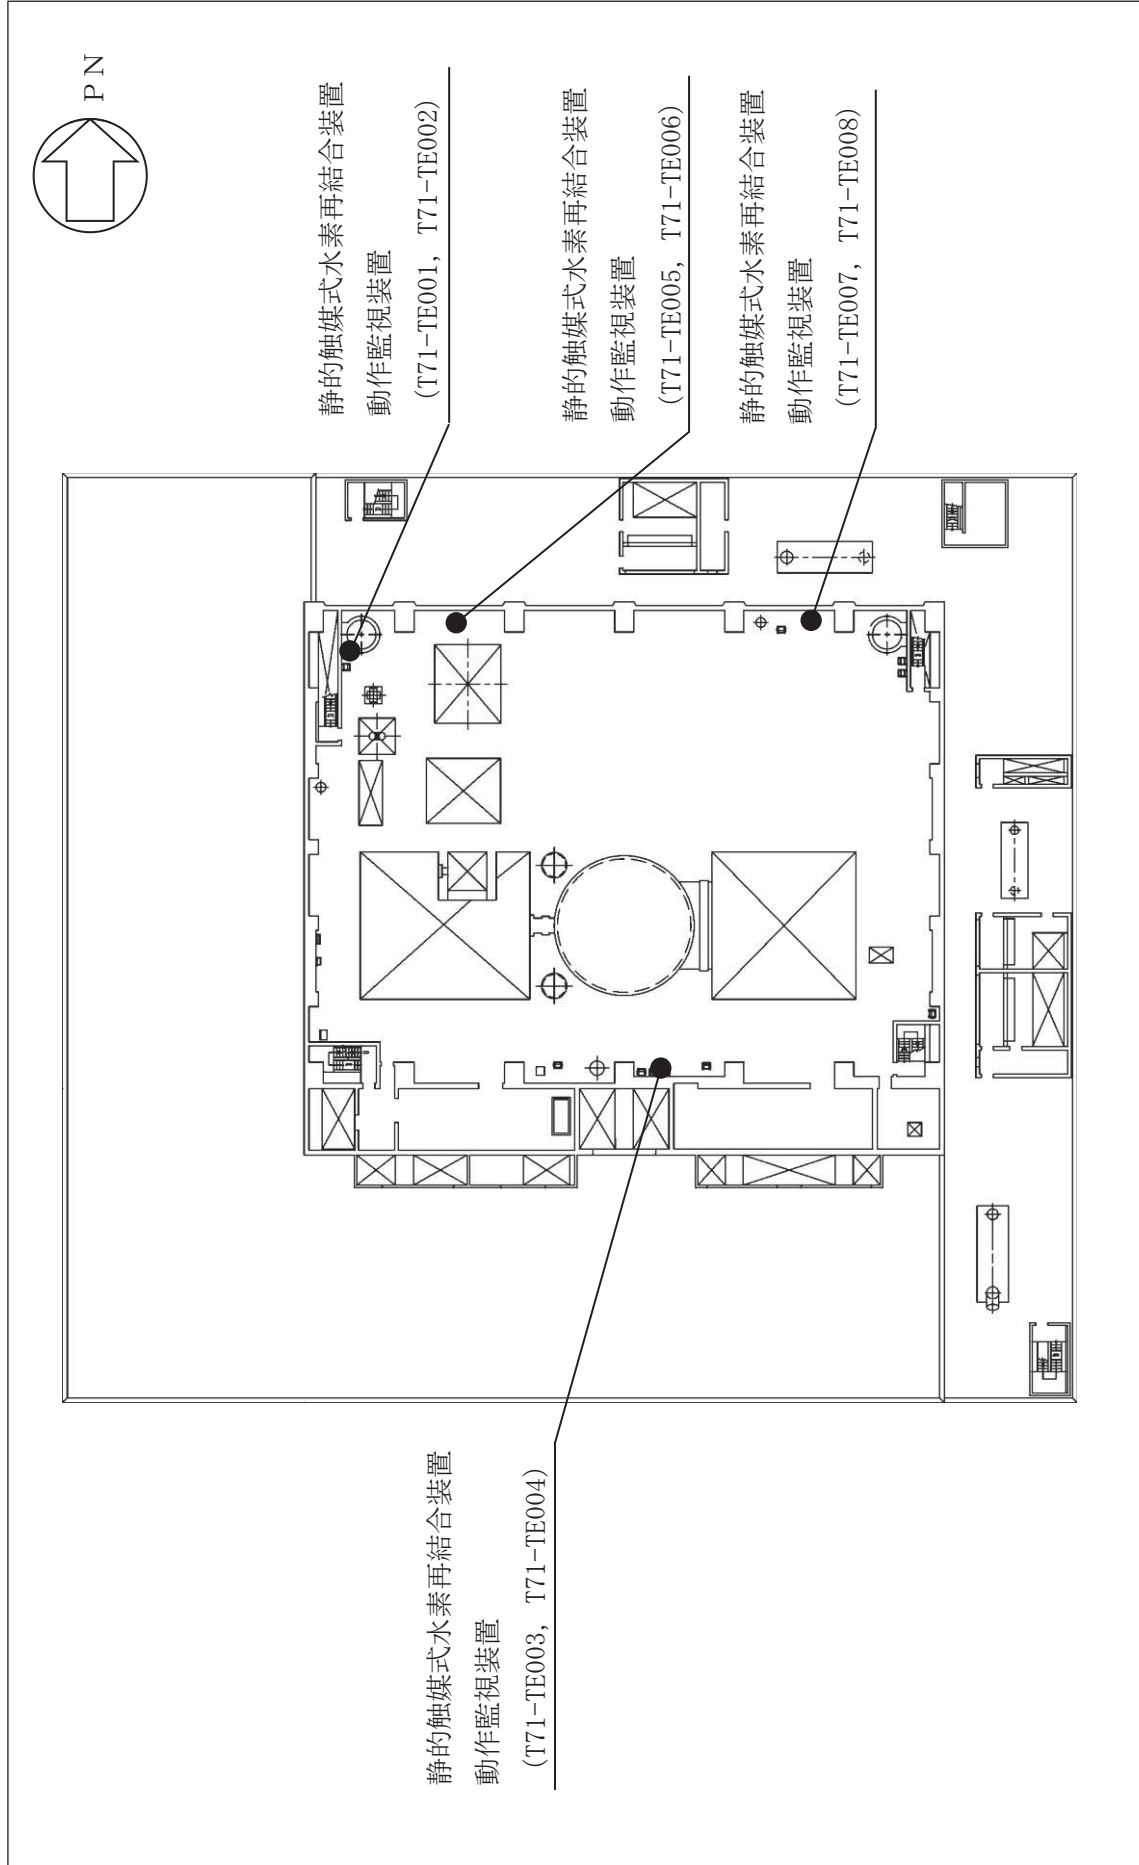 PN
静的触媒式水素再結合装置
動作監視装置
(T71-TE001, T71-TE002)
静的触媒式水素再結合装置
動作監視装置
(T71-TE005, T71-TE006)
静的触媒式水素再結合装置
動作監視装置
(T71-TE007, T71-TE008)
静的触媒式水素再結合装置
動作監視装置
(T71-TE003, T71-TE004)